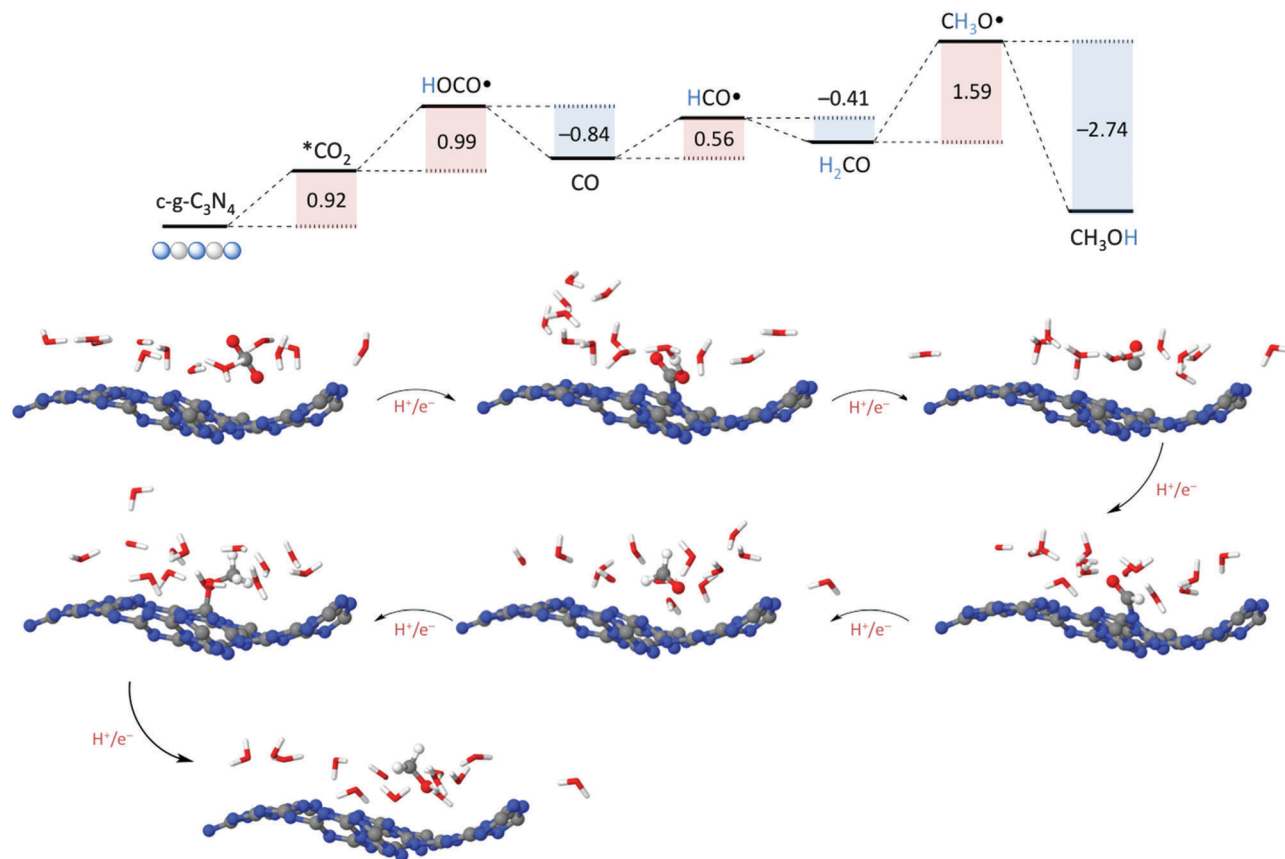 CH₃O•
1.59
−2.74
HOCO•
0.99
−0.84
HCO•
0.56
−0.41
*CO₂
0.92
CO
H₂CO
c-g-C₃N₄
CH₃OH
H⁺/e⁻
H⁺/e⁻
H⁺/e⁻
H⁺/e⁻
H⁺/e⁻
H⁺/e⁻